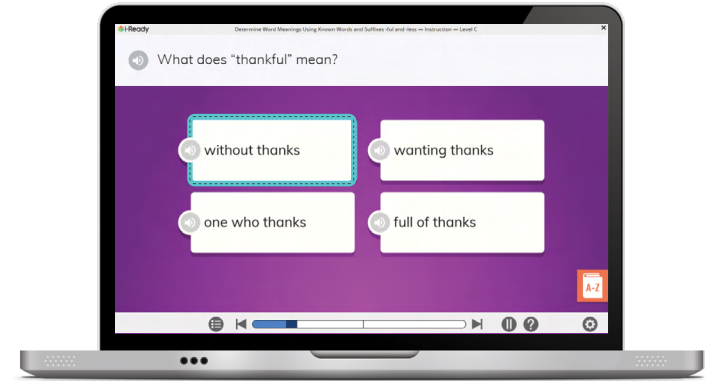 i-Ready
Determine Word Meanings Using Known Words and Suffixes -ful and -less — Instruction — Level C
What does “thankful” mean?
without thanks
wanting thanks
one who thanks
full of thanks
A-Z